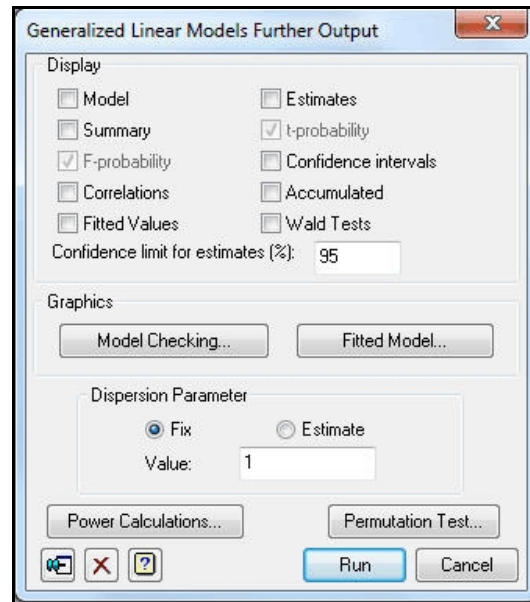 Generalized Linear Models Further Output
Display
Model Estimates
Summary t-probability
F-probability Confidence intervals
Correlations Accumulated
Fitted Values Wald Tests
Confidence limit for estimates (%): 95
Graphics
Model Checking... Fitted Model...
Dispersion Parameter
Fix Estimate
Value: 1
Power Calculations... Permutation Test...
Run Cancel